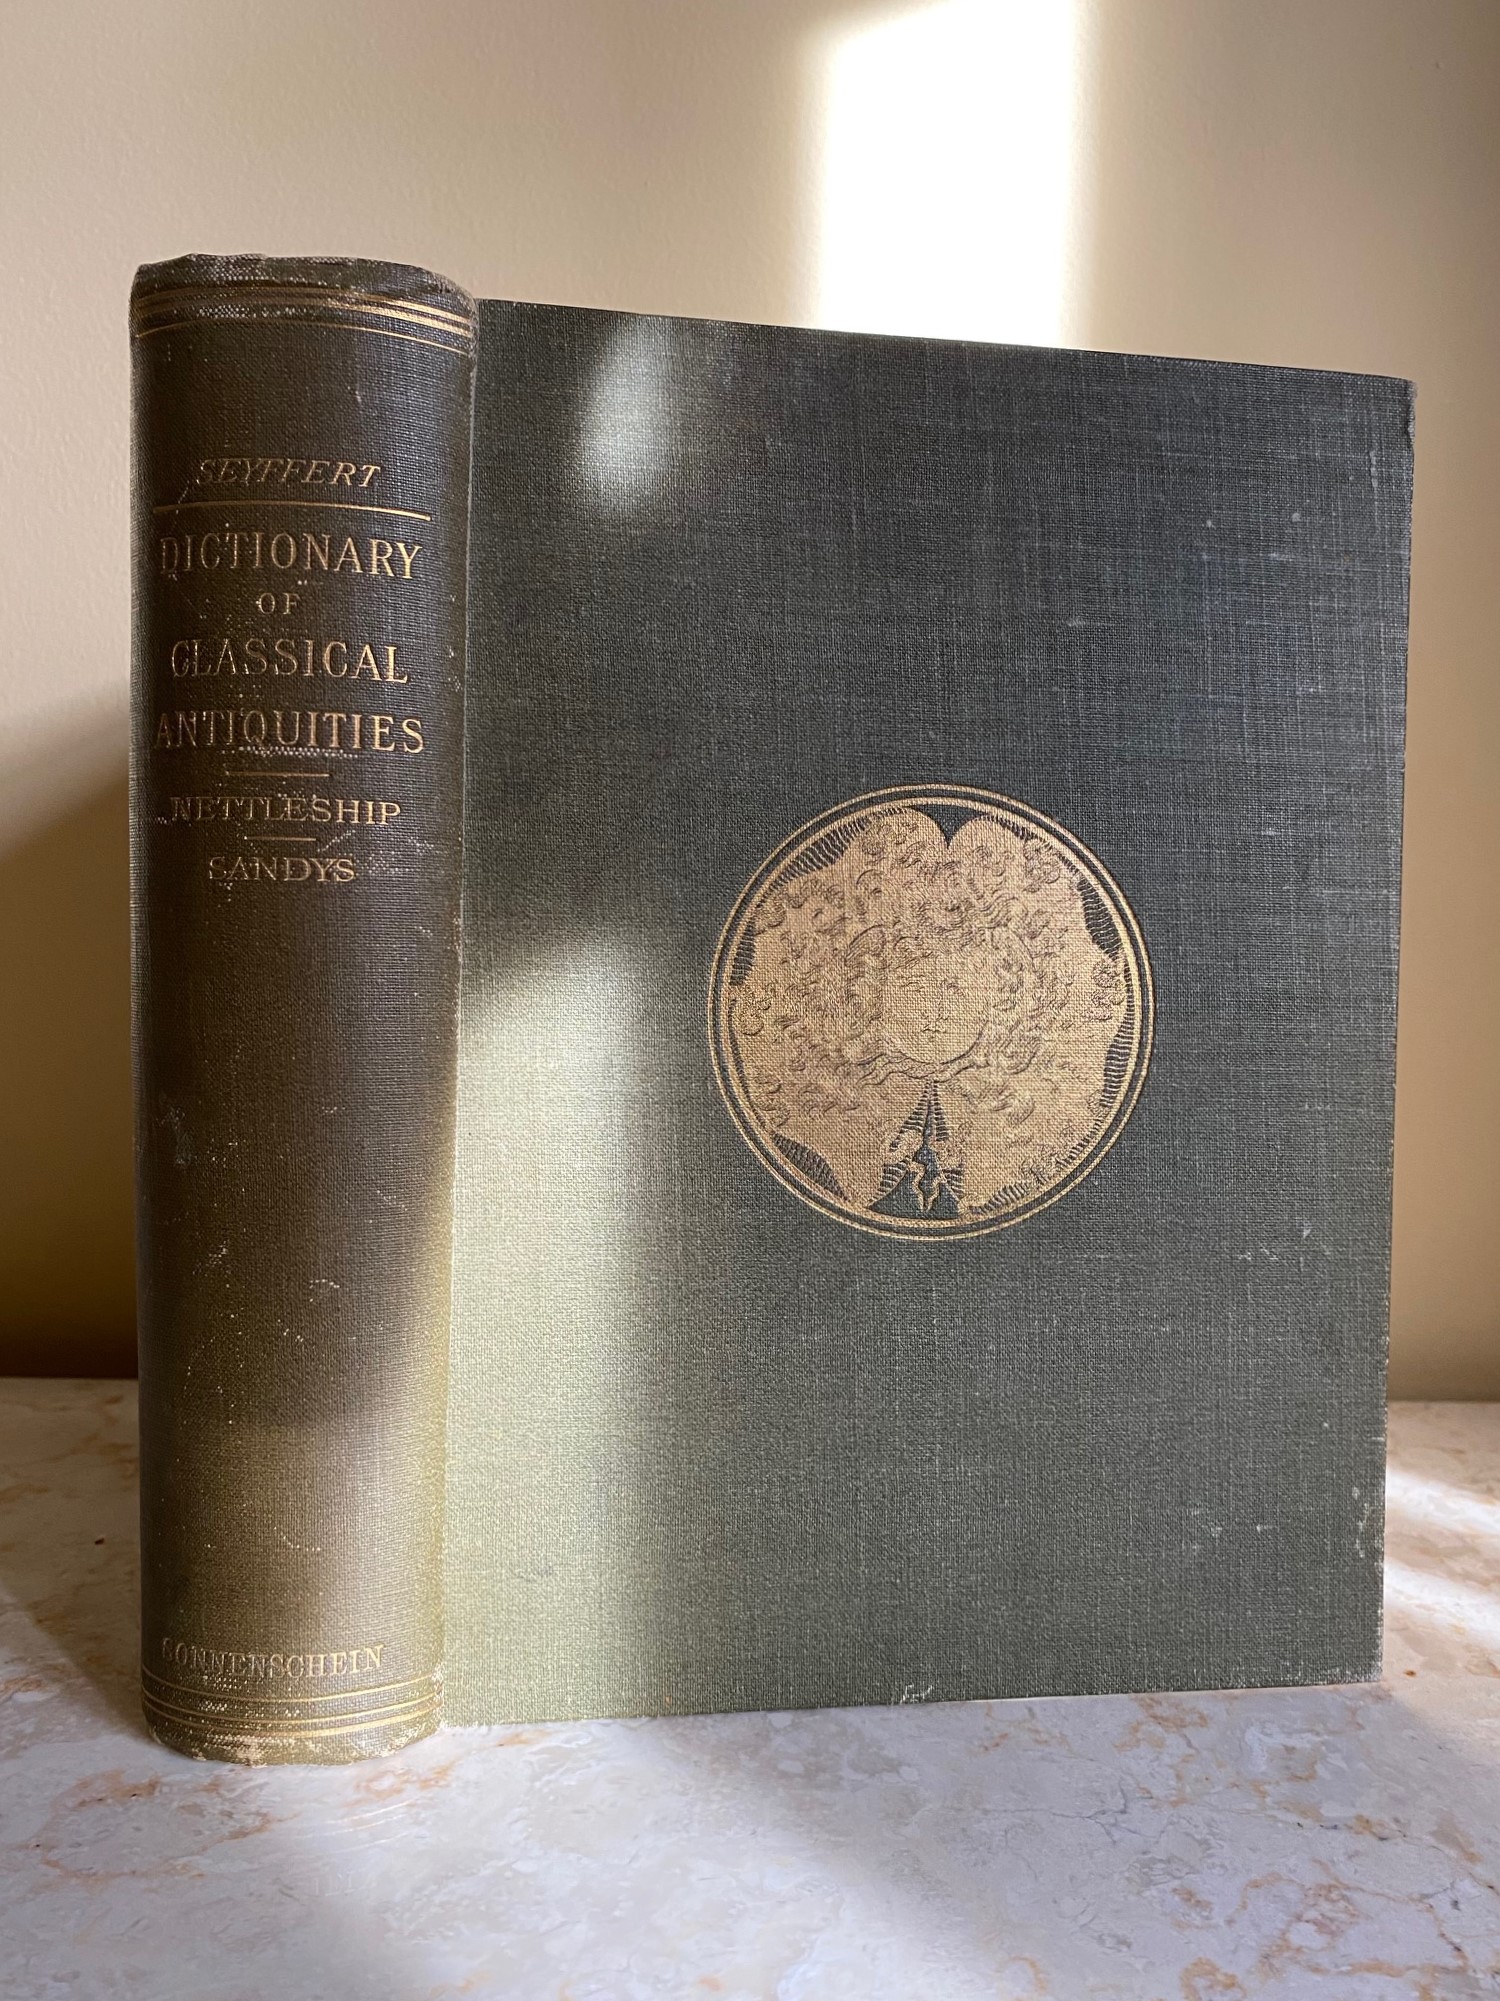 SEYFFERT
DICTIONARY
OF
CLASSICAL
ANTIQUITIES
NETTLESHIP
SANDYS
SONNENSCHEIN